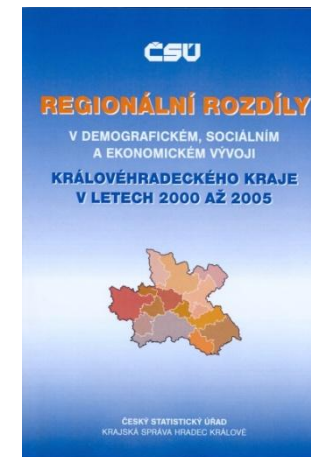 ČSÚ
REGIONÁLNÍ ROZDÍLY
V DEMOGRAFICKÉM, SOCIÁLNÍM
A EKONOMICKÉM VÝVOJI
KRÁLOVÉHRADECKÉHO KRAJE
V LETECH 2000 AŽ 2005
ČESKÝ STATISTICKÝ ÚŘAD
KRAJSKÁ SPRÁVA HRADEC KRÁLOVÉ